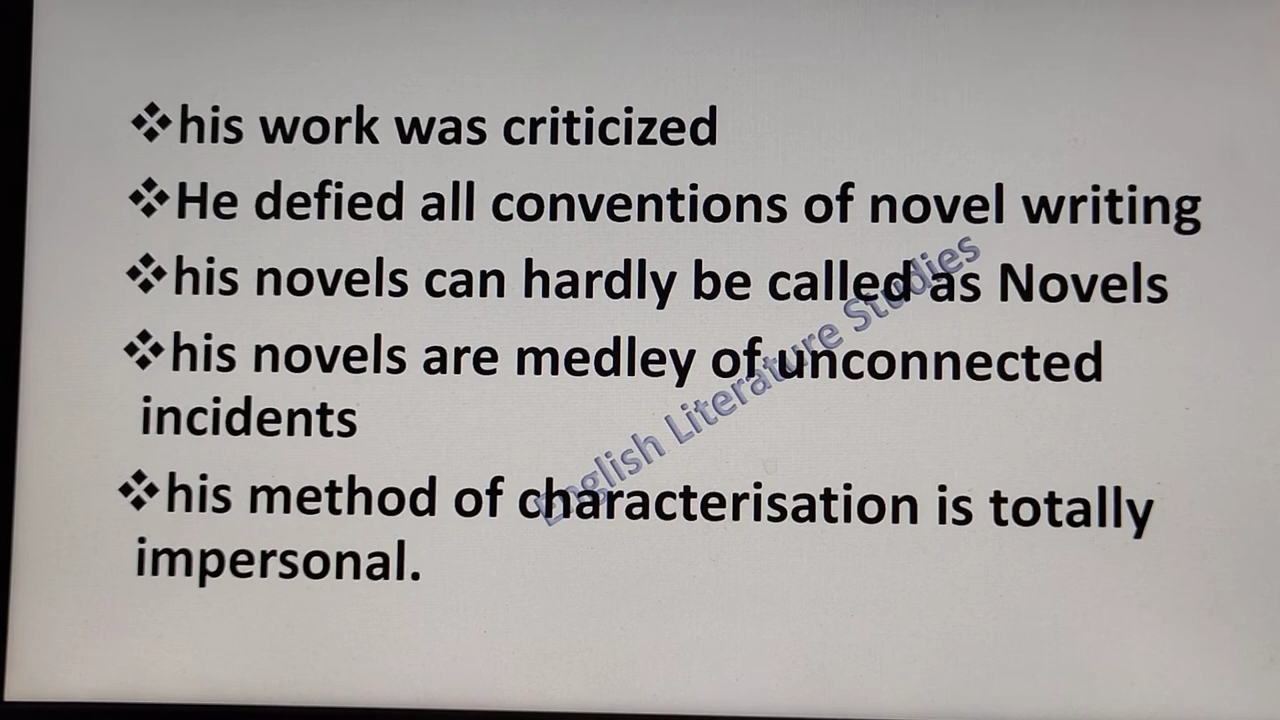 ❖his work was criticized
❖He defied all conventions of novel writing
❖his novels can hardly be called as Novels
❖his novels are medley of unconnected
incidents
❖his method of characterisation is totally
impersonal.
English Literature Studies